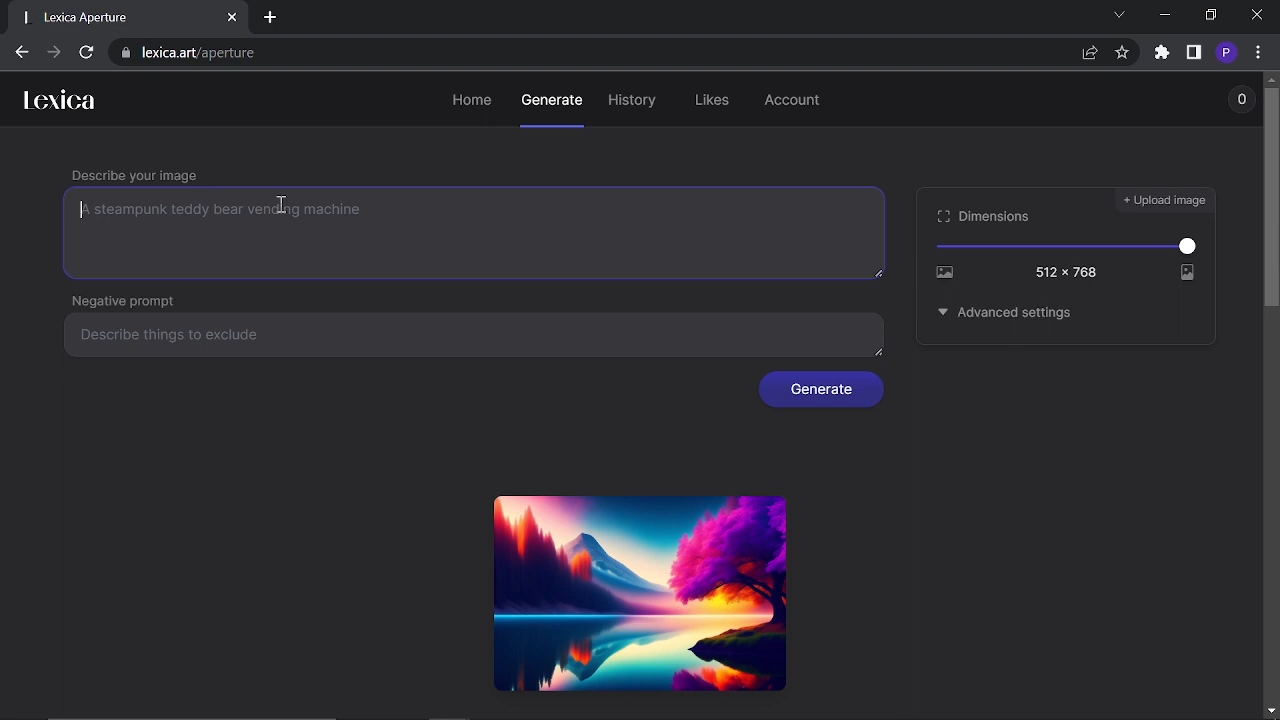 Lexica Aperture
lexica.art/aperture
P
Lexica
Home
Generate
History
Likes
Account
0
Describe your image
A steampunk teddy bear vending machine
+ Upload image
Dimensions
512 × 768
Advanced settings
Negative prompt
Describe things to exclude
Generate